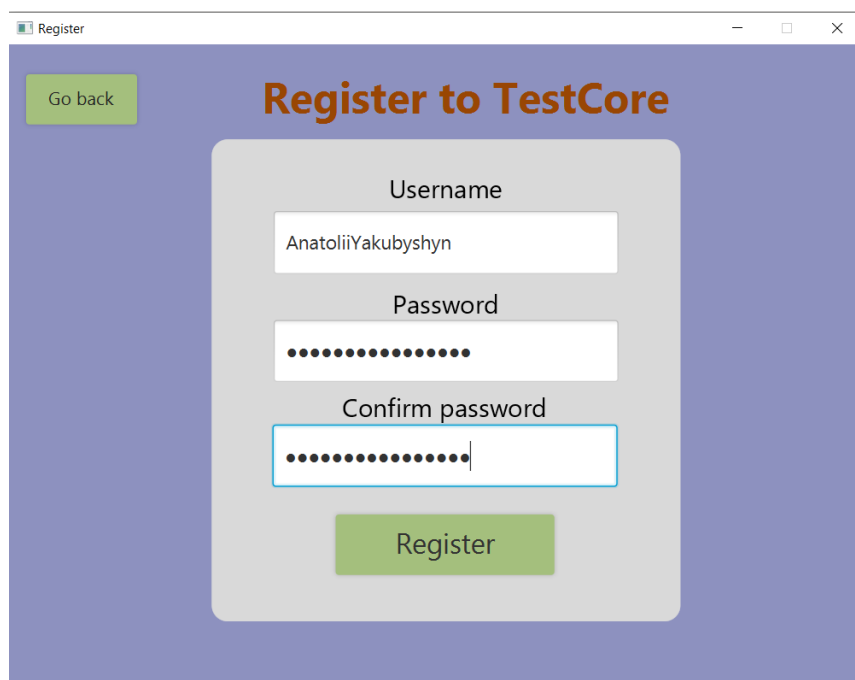 Register
Go back
Register to TestCore
Username
AnatoliiYakubyshyn
Password
●●●●●●●●●●●●●●●●
Confirm password
●●●●●●●●●●●●●●●●
Register